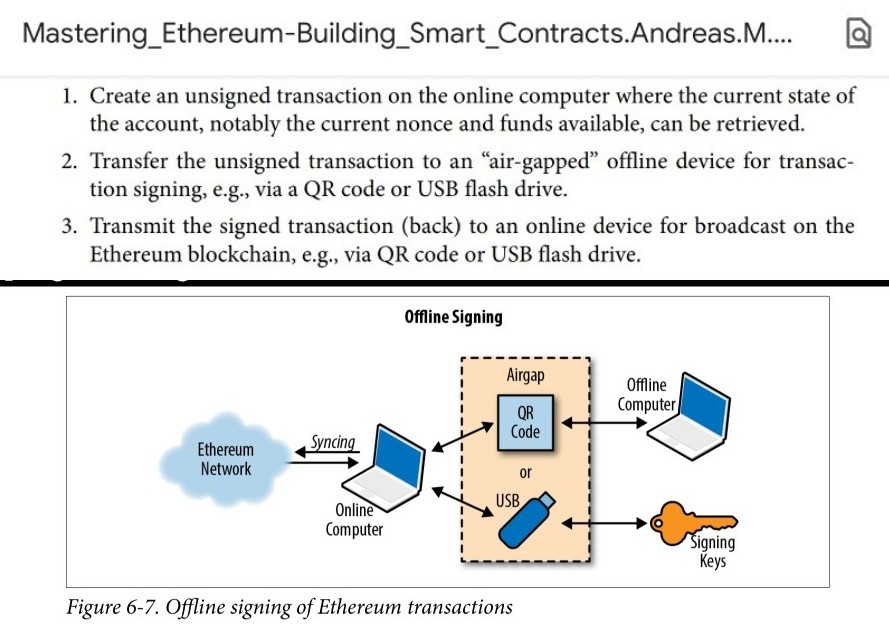 Mastering_Ethereum-Building_Smart_Contracts.Andreas.M....
1. Create an unsigned transaction on the online computer where the current state of
the account, notably the current nonce and funds available, can be retrieved.
2. Transfer the unsigned transaction to an “air-gapped” offline device for transac-
tion signing, e.g., via a QR code or USB flash drive.
3. Transmit the signed transaction (back) to an online device for broadcast on the
Ethereum blockchain, e.g., via QR code or USB flash drive.
Offline Signing
Airgap
QR
Code
or
USB
Offline
Computer
Ethereum
Network
Syncing
Online
Computer
Signing
Keys
Figure 6-7. Offline signing of Ethereum transactions